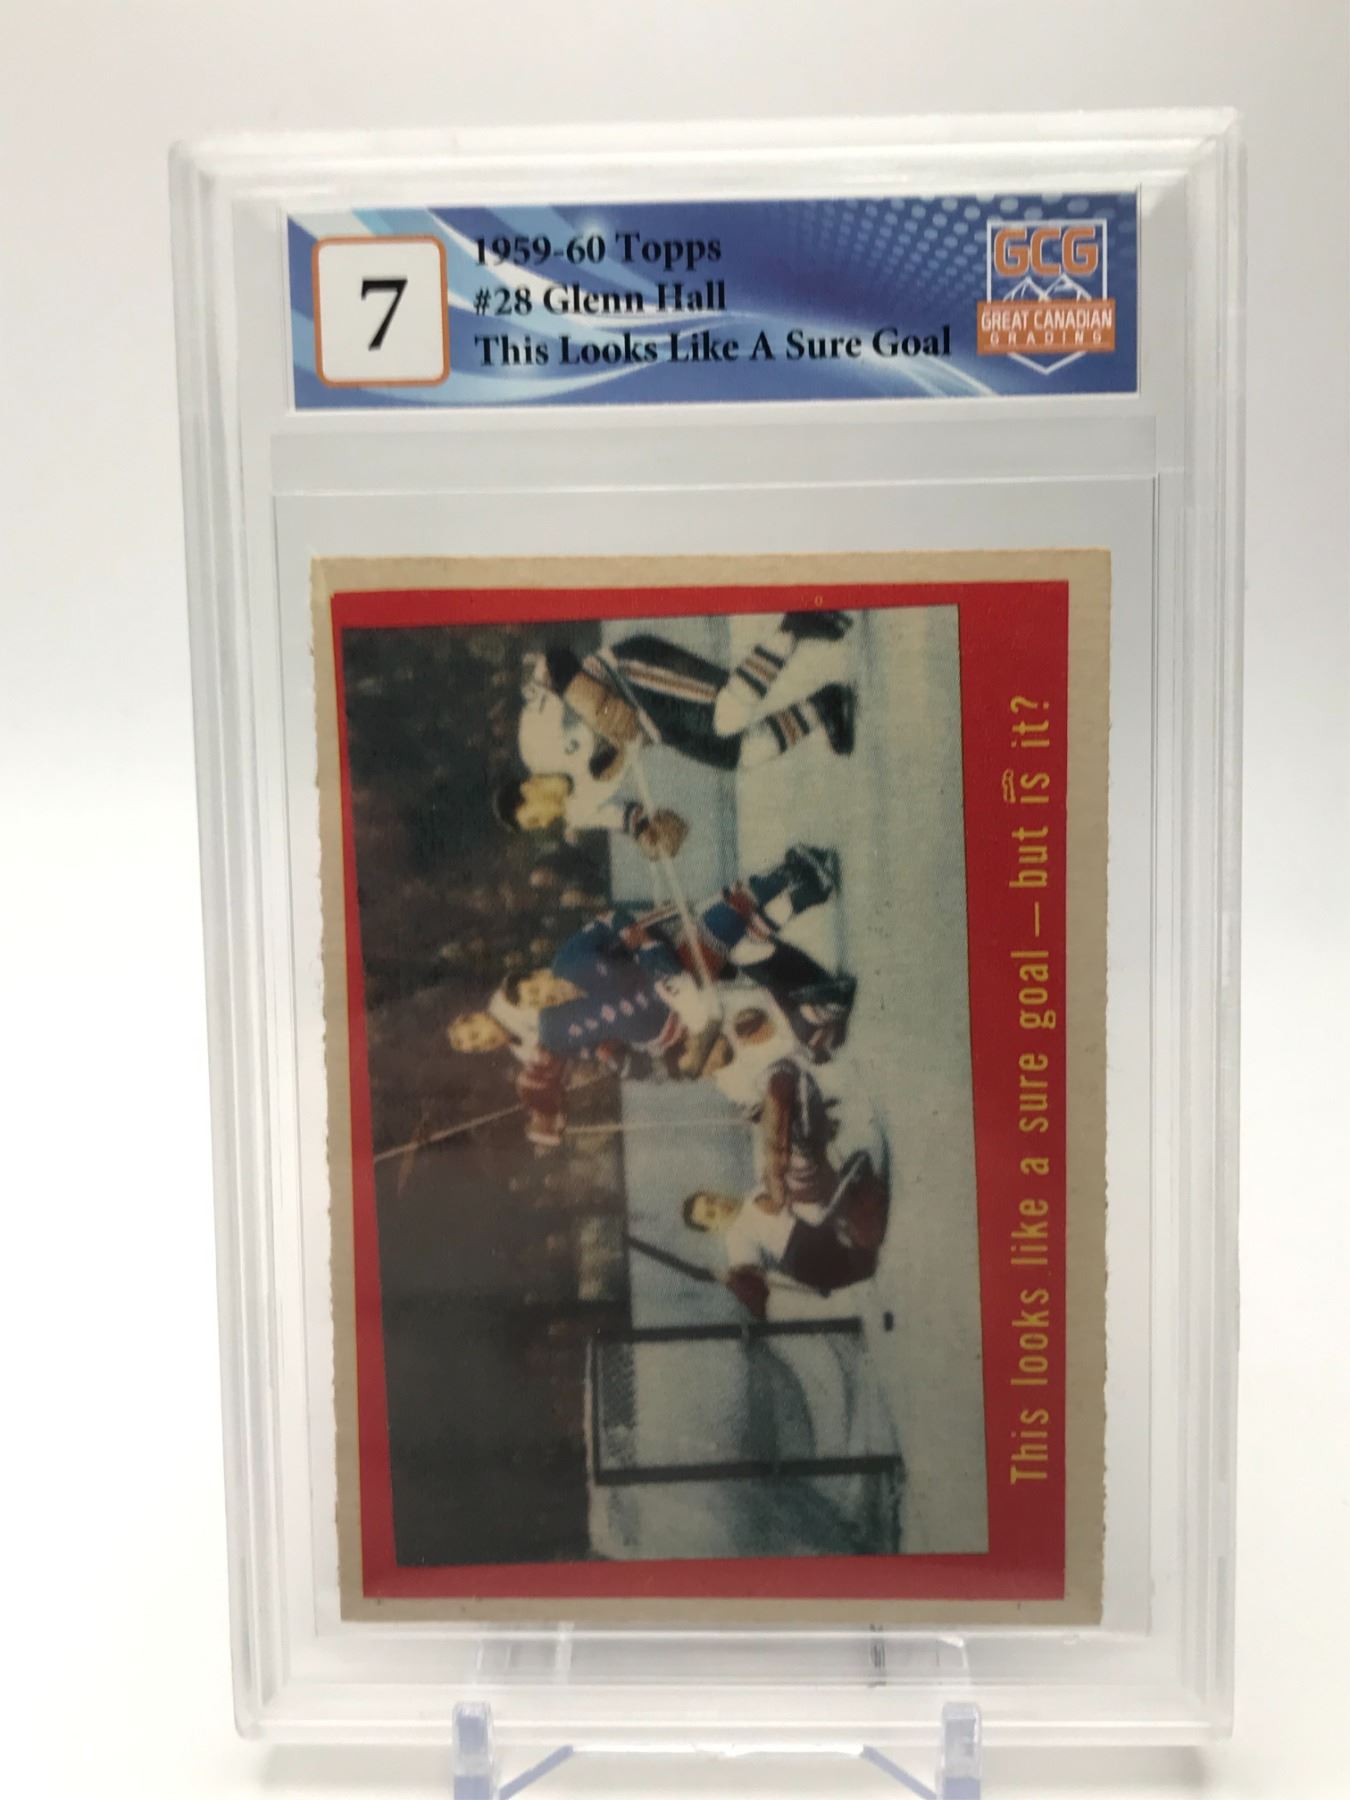 7
1959-60 Topps
#28 Glenn Hall
This Looks Like A Sure Goal
GCG
GREAT CANADIAN
GRADING
This looks like a sure goal — but is it?